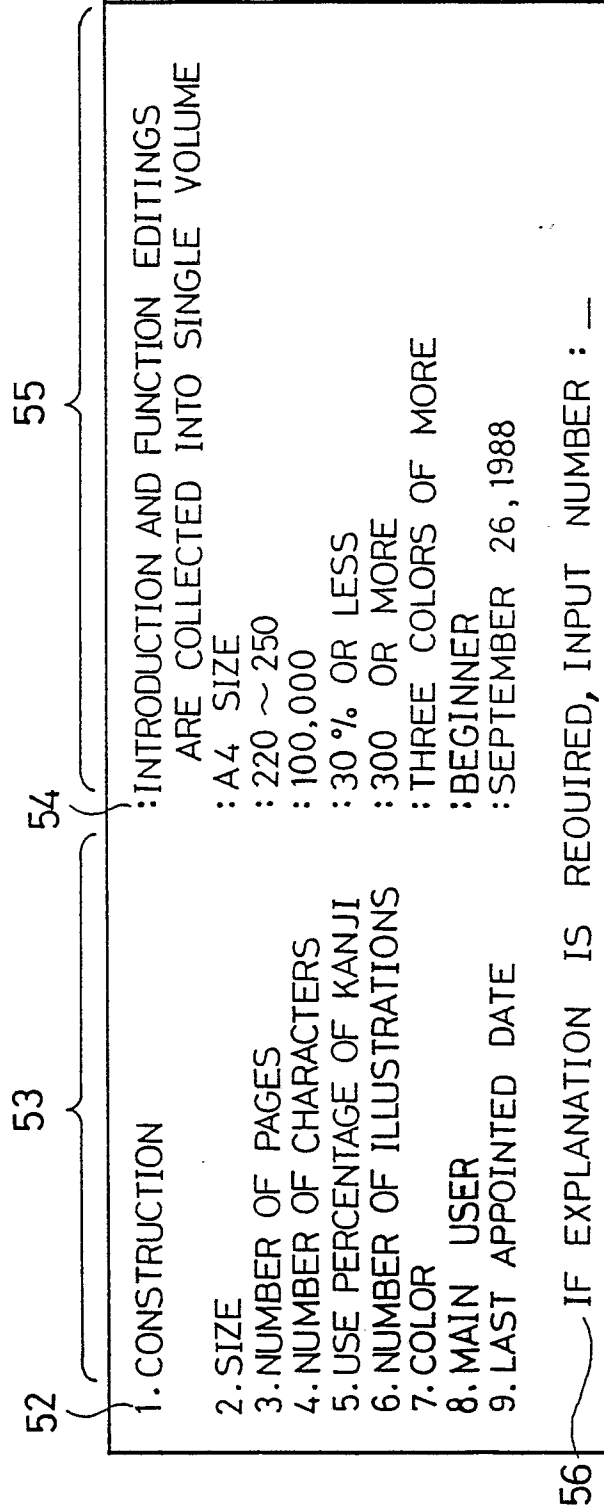 52 53 54 55
1. CONSTRUCTION : INTRODUCTION AND FUNCTION EDITINGS
ARE COLLECTED INTO SINGLE VOLUME
2. SIZE : A4 SIZE
3. NUMBER OF PAGES : 220 ~ 250
4. NUMBER OF CHARACTERS : 100,000
5. USE PERCENTAGE OF KANJI : 30% OR LESS
6. NUMBER OF ILLUSTRATIONS : 300 OR MORE
7. COLOR : THREE COLORS OF MORE
8. MAIN USER : BEGINNER
9. LAST APPOINTED DATE : SEPTEMBER 26, 1988
56 IF EXPLANATION IS REOUIRED, INPUT NUMBER : _